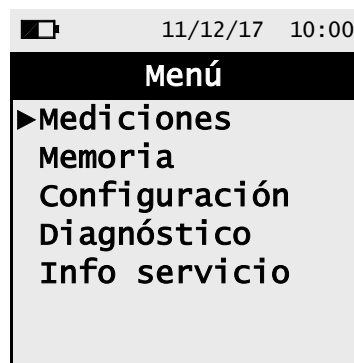 11/12/17 10:00
Menú
▶Mediciones
Memoria
Configuración
Diagnóstico
Info servicio